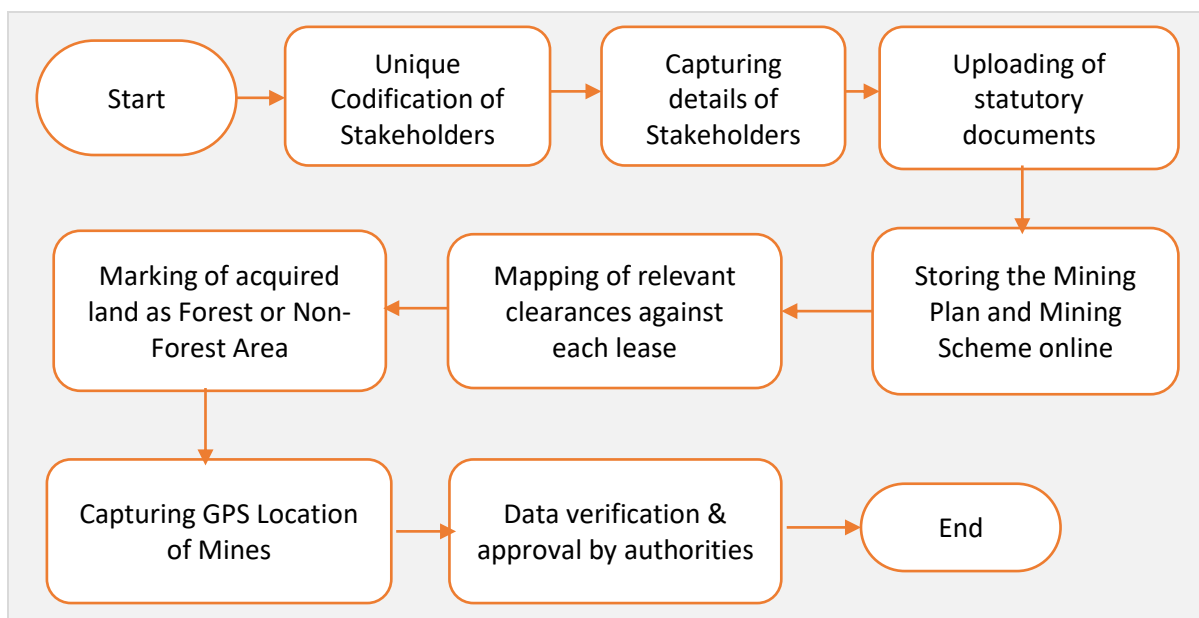 Start
Unique
Codification of
Stakeholders
Capturing
details of
Stakeholders
Uploading of
statutory
documents
Storing the Mining
Plan and Mining
Scheme online
Mapping of relevant
clearances against
each lease
Marking of acquired
land as Forest or Non-
Forest Area
Capturing GPS Location
of Mines
Data verification &
approval by authorities
End